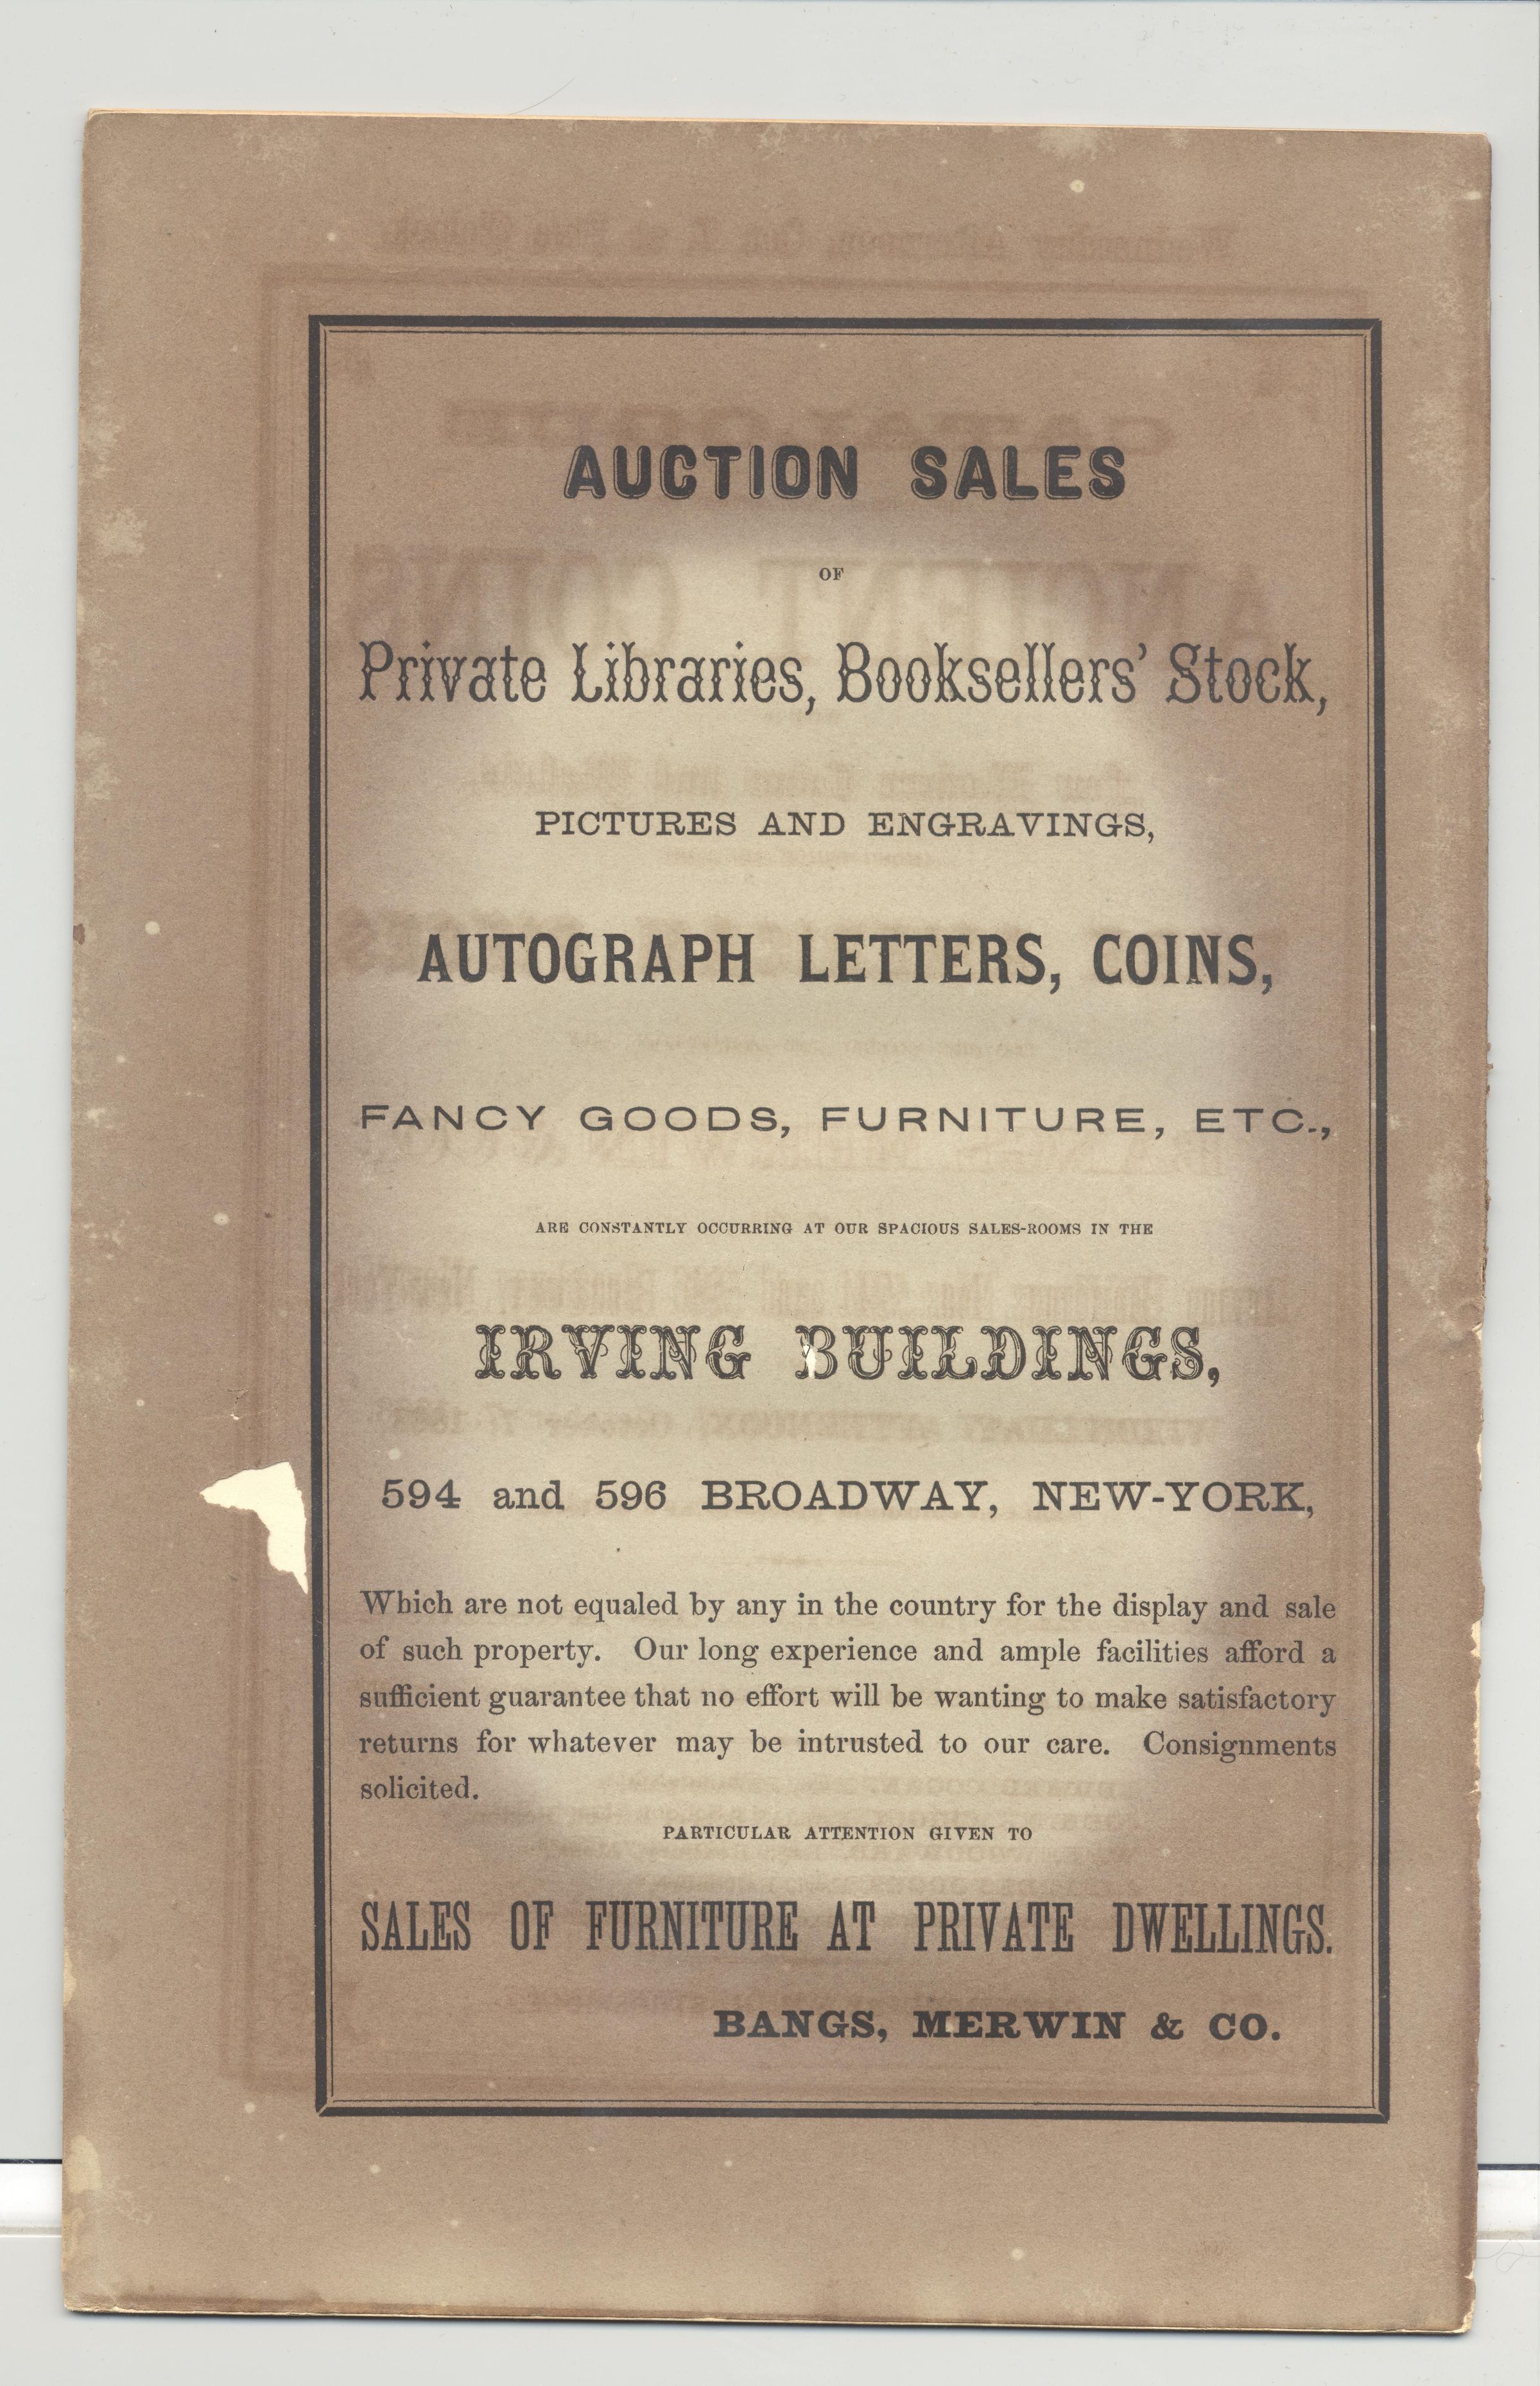 AUCTION SALES
OF
Private Libraries, Booksellers' Stock,
PICTURES AND ENGRAVINGS,
AUTOGRAPH LETTERS, COINS,
FANCY GOODS, FURNITURE, ETC.,
ARE CONSTANTLY OCCURRING AT OUR SPACIOUS SALES-ROOMS IN THE
IRVING BUILDINGS,
594 and 596 BROADWAY, NEW-YORK,
Which are not equaled by any in the country for the display and sale
of such property. Our long experience and ample facilities afford a
sufficient guarantee that no effort will be wanting to make satisfactory
returns for whatever may be intrusted to our care. Consignments
solicited.
PARTICULAR ATTENTION GIVEN TO
SALES OF FURNITURE AT PRIVATE DWELLINGS.
BANGS, MERWIN & CO.